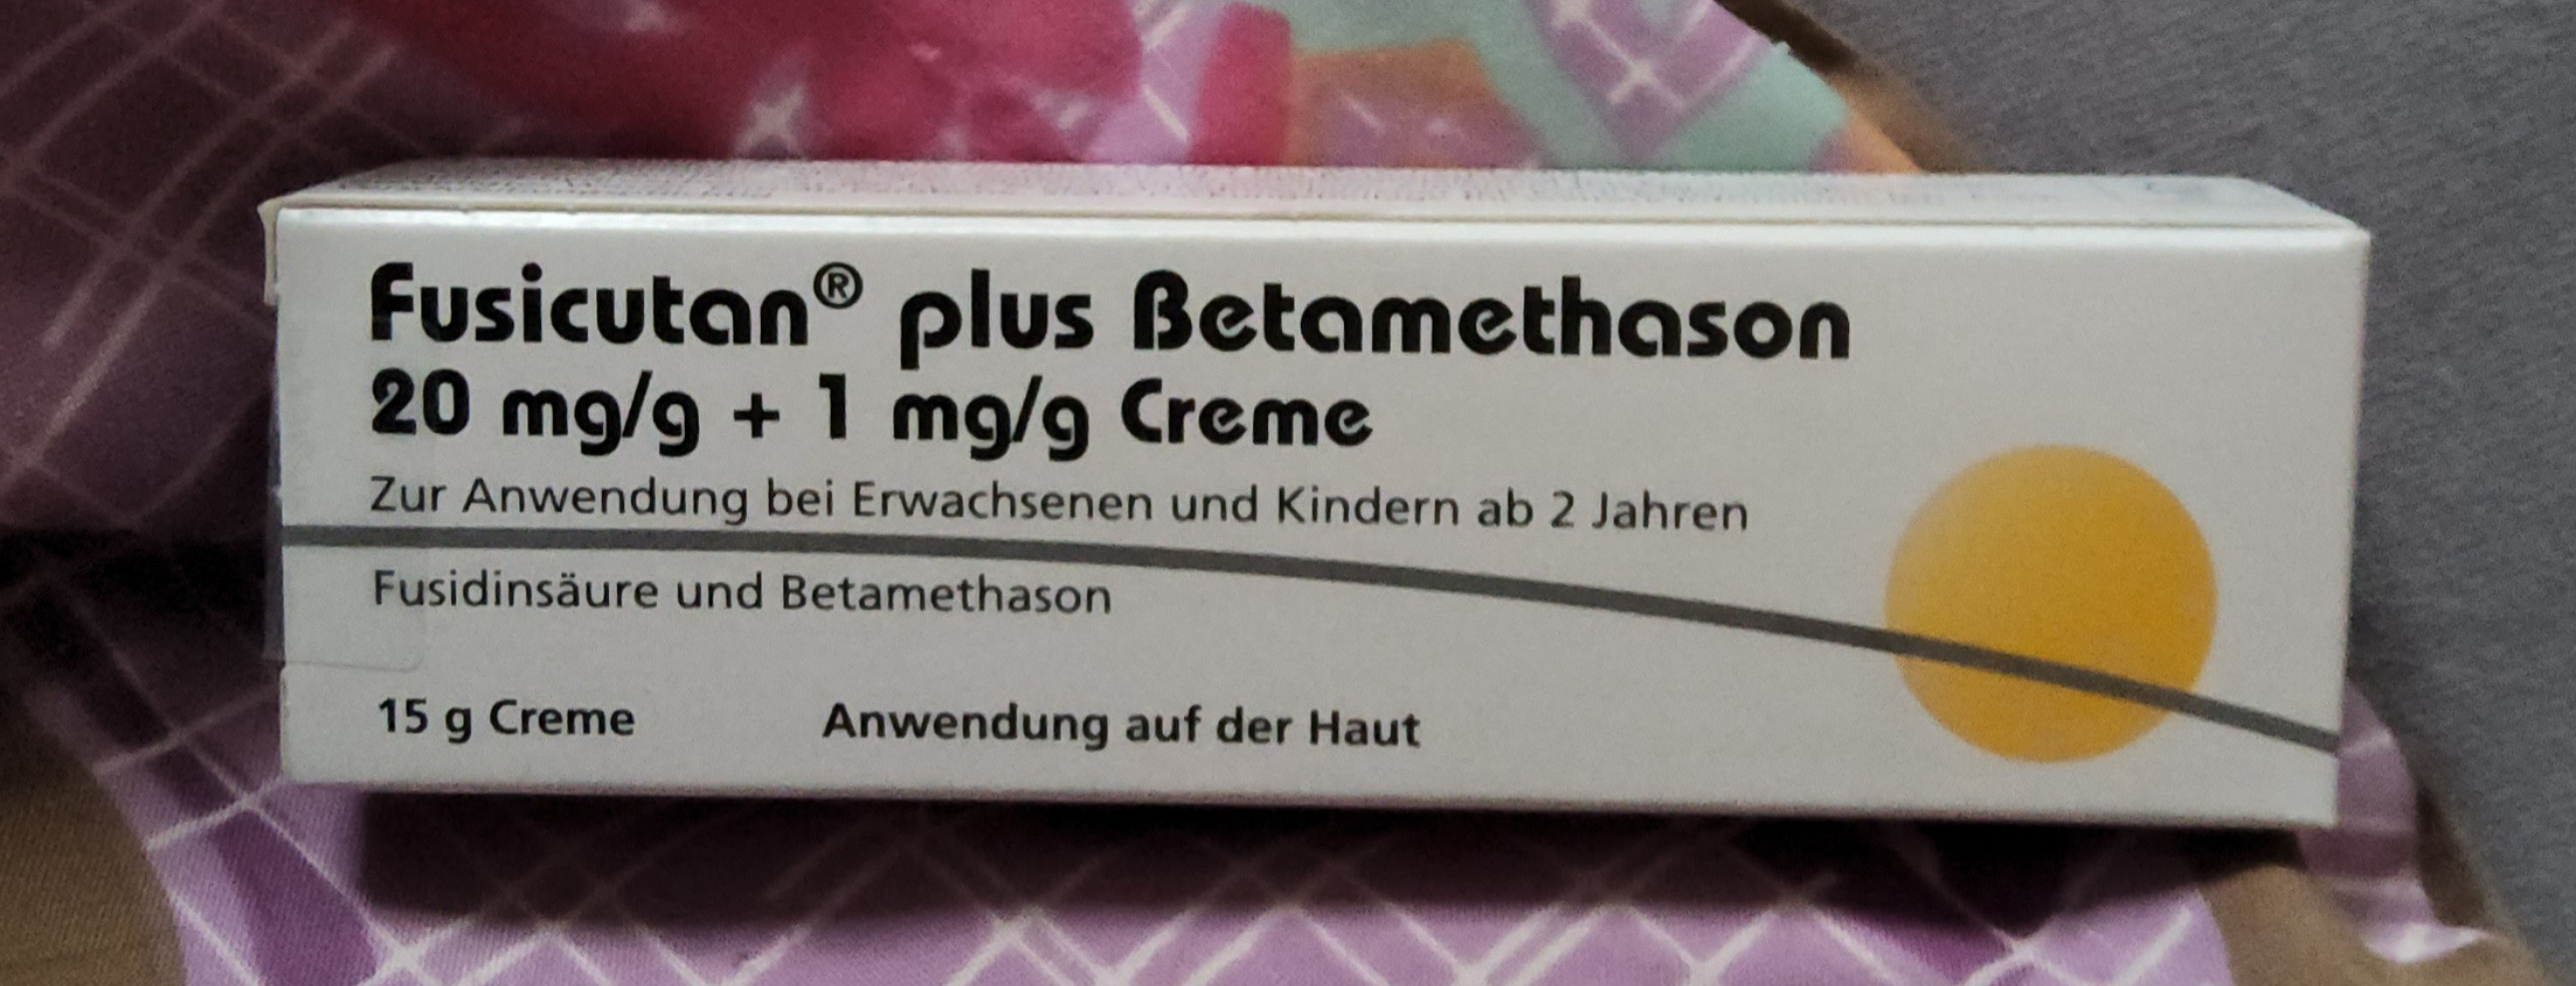 Fusicutan® plus Betamethason
20 mg/g + 1 mg/g Creme
Zur Anwendung bei Erwachsenen und Kindern ab 2 Jahren
Fusidinsäure und Betamethason
15 g Creme Anwendung auf der Haut